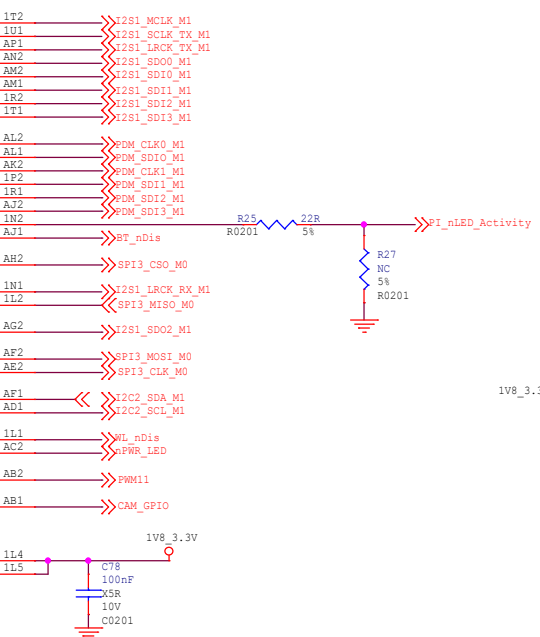 1T2 I2S1_MCLK_M1
1U1 I2S1_SCLK_TX_M1
AP1 I2S1_LRCK_TX_M1
AN2 I2S1_SDO0_M1
AM2 I2S1_SDI0_M1
AM1 I2S1_SDI1_M1
1R2 I2S1_SDI2_M1
1T1 I2S1_SDI3_M1
AL2 PDM_CLK0_M1
AL1 PDM_SDIO_M1
AK2 PDM_CLK1_M1
1P2 PDM_SDI1_M1
1R1 PDM_SDI2_M1
AJ2 PDM_SDI3_M1
1N2 R25 22R PI_nLED_Activity
R0201 5%
AJ1 BT_nDis
R27
AH2 SPI3_CSO_M0 NC
5%
1N1 I2S1_LRCK_RX_M1 R0201
1L2 SPI3_MISO_M0
AG2 I2S1_SDO2_M1
AF2 SPI3_MOSI_M0
AE2 SPI3_CLK_M0
1V8_3.3
AF1 I2C2_SDA_M1
AD1 I2C2_SCL_M1
1L1 WL_nDis
AC2 nPWR_LED
AB2 PWM11
AB1 CAM_GPIO
1V8_3.3V
1L4
1L5 C78
100nF
X5R
10V
C0201